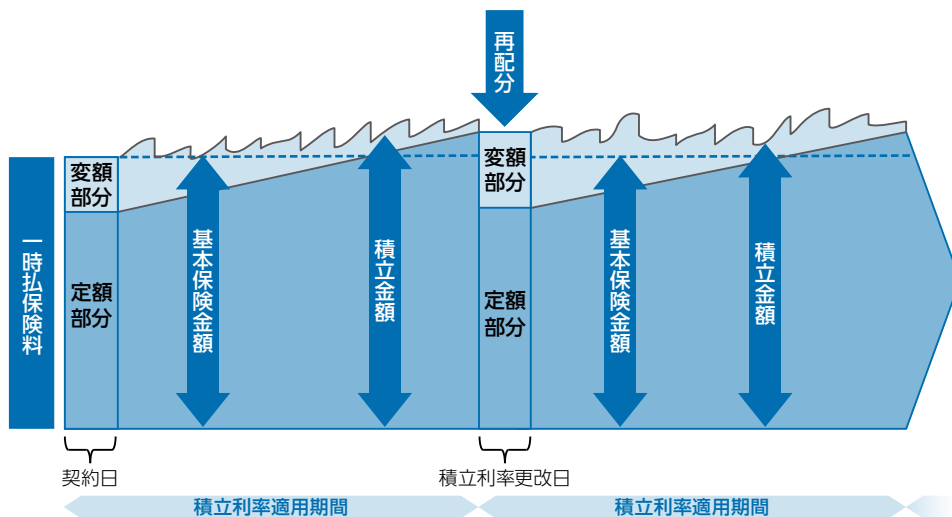 再配分
変額
部分
変額
部分
一時払保険料
定額
部分
基本保険金額
積立金額
定額
部分
基本保険金額
積立金額
契約日
積立利率更改日
積立利率適用期間
積立利率適用期間